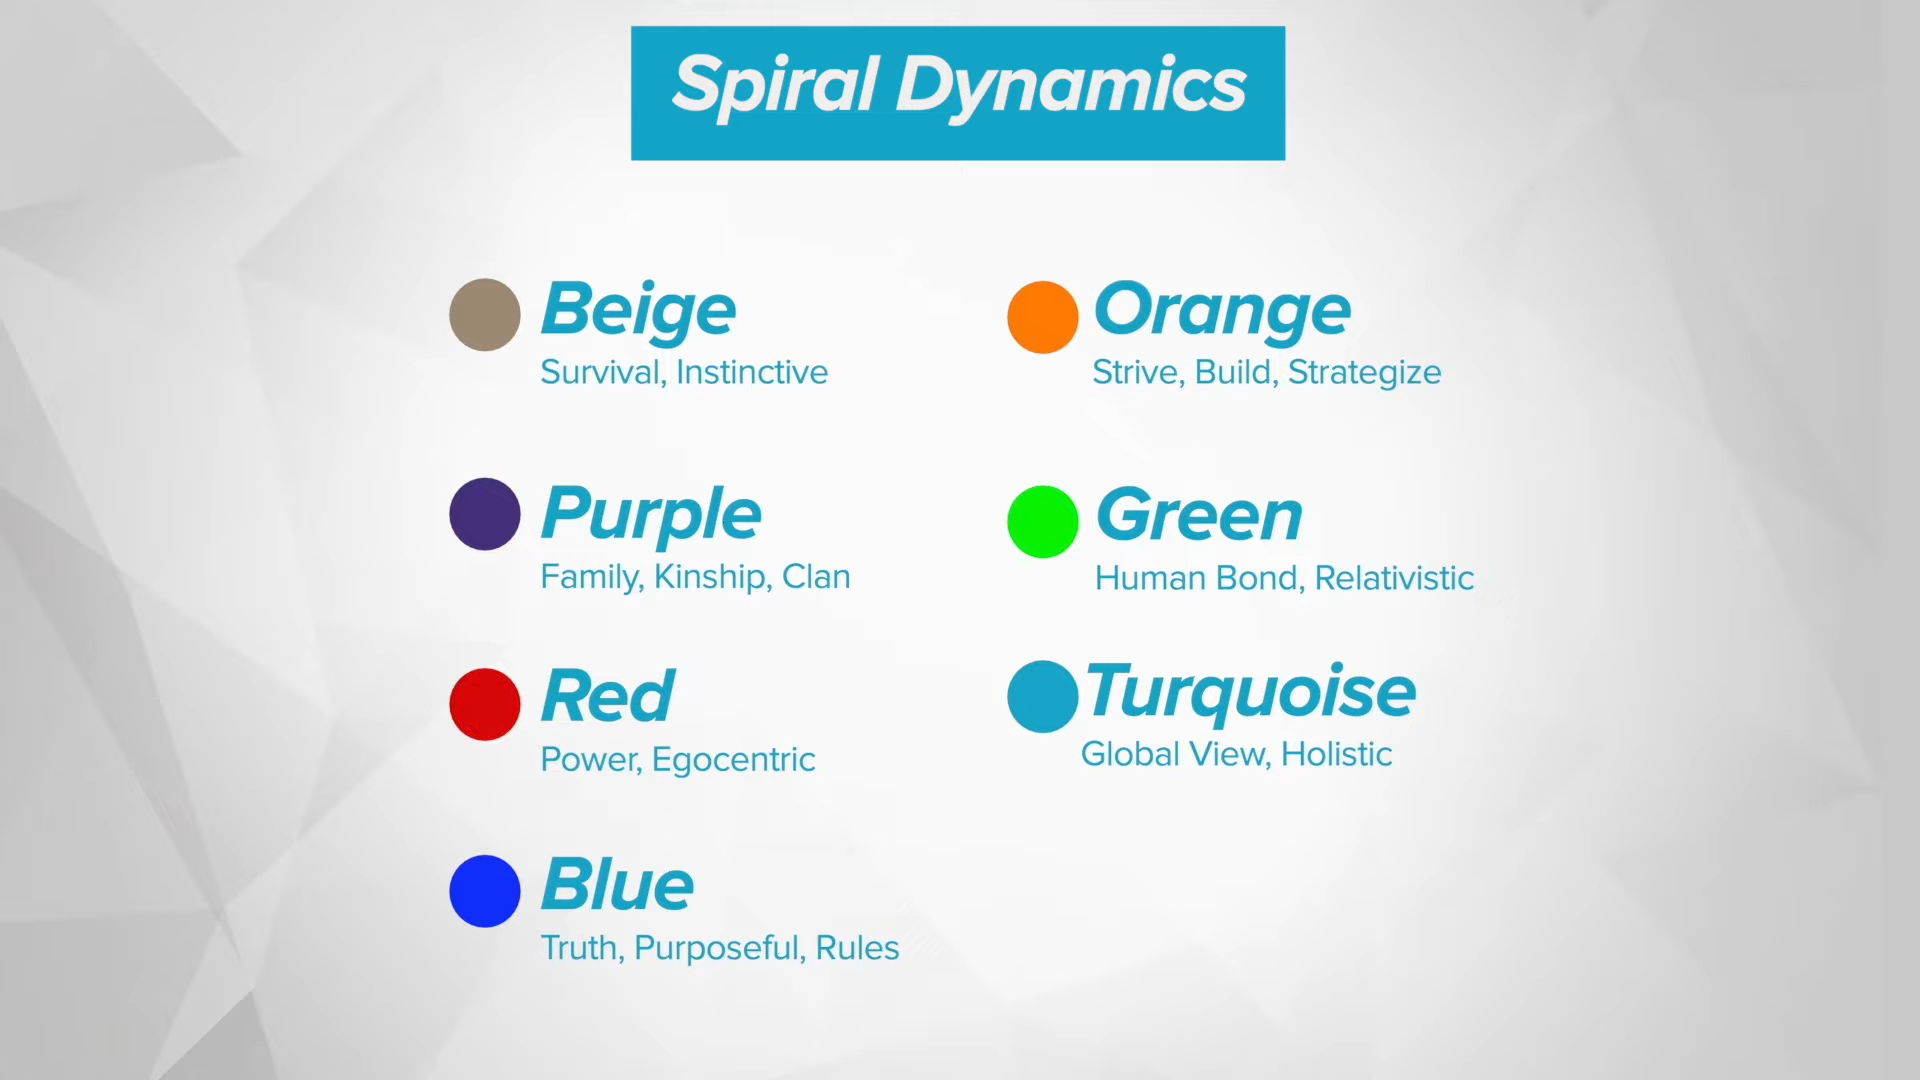 Spiral Dynamics
Beige
Survival, Instinctive
Purple
Family, Kinship, Clan
Red
Power, Egocentric
Blue
Truth, Purposeful, Rules
Orange
Strive, Build, Strategize
Green
Human Bond, Relativistic
Turquoise
Global View, Holistic